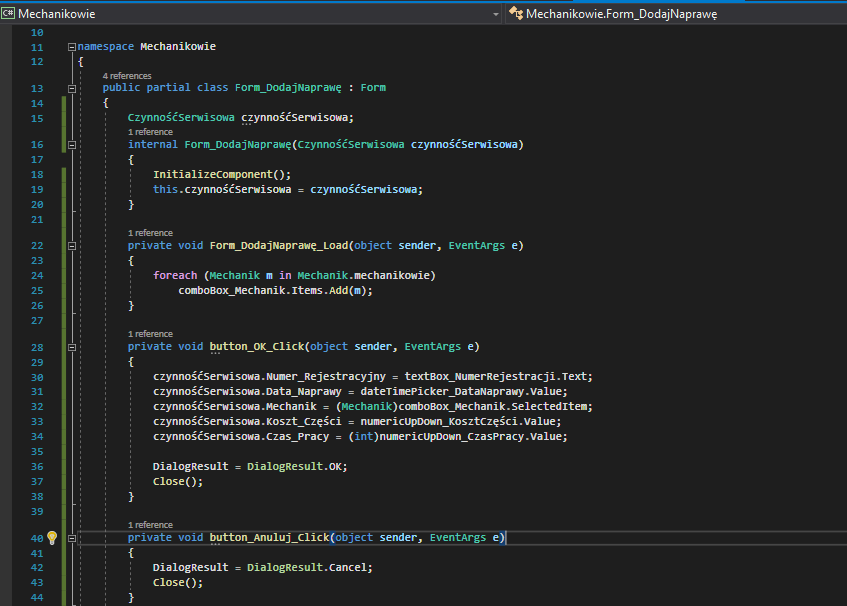 C# Mechanikowie Mechanikowie.Form_DodajNaprawę
10
11 namespace Mechanikowie
12 {
4 references
13 public partial class Form_DodajNaprawę : Form
14 {
15 CzynnośćSerwisowa czynnośćSerwisowa;
1 reference
16 internal Form_DodajNaprawę(CzynnośćSerwisowa czynnośćSerwisowa)
17 {
18 InitializeComponent();
19 this.czynnośćSerwisowa = czynnośćSerwisowa;
20 }
21
1 reference
22 private void Form_DodajNaprawę_Load(object sender, EventArgs e)
23 {
24 foreach (Mechanik m in Mechanik.mechanikowie)
25 comboBox_Mechanik.Items.Add(m);
26 }
27
1 reference
28 private void button_OK_Click(object sender, EventArgs e)
29 {
30 czynnośćSerwisowa.Numer_Rejestracyjny = textBox_NumerRejestracji.Text;
31 czynnośćSerwisowa.Data_Naprawy = dateTimePicker_DataNaprawy.Value;
32 czynnośćSerwisowa.Mechanik = (Mechanik)comboBox_Mechanik.SelectedItem;
33 czynnośćSerwisowa.Koszt_Części = numericUpDown_KosztCzęści.Value;
34 czynnośćSerwisowa.Czas_Pracy = (int)numericUpDown_CzasPracy.Value;
35
36 DialogResult = DialogResult.OK;
37 Close();
38 }
39
1 reference
40 private void button_Anuluj_Click(object sender, EventArgs e)
41 {
42 DialogResult = DialogResult.Cancel;
43 Close();
44 }